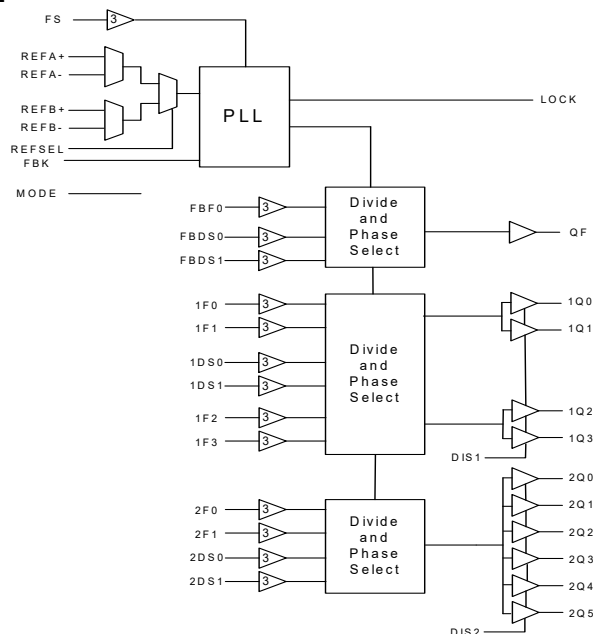 FS 3
REFA+
REFA-
REFB+
REFB-
REFSEL
FBK
PLL
LOCK
MODE
FBF0 3
FBDS0 3
FBDS1 3
Divide
and
Phase
Select
QF
1F0 3
1F1 3
1DS0 3
1DS1 3
1F2 3
1F3 3
Divide
and
Phase
Select
1Q0
1Q1
1Q2
1Q3
DIS1
2F0 3
2F1 3
2DS0 3
2DS1 3
Divide
and
Phase
Select
2Q0
2Q1
2Q2
2Q3
2Q4
2Q5
DIS2